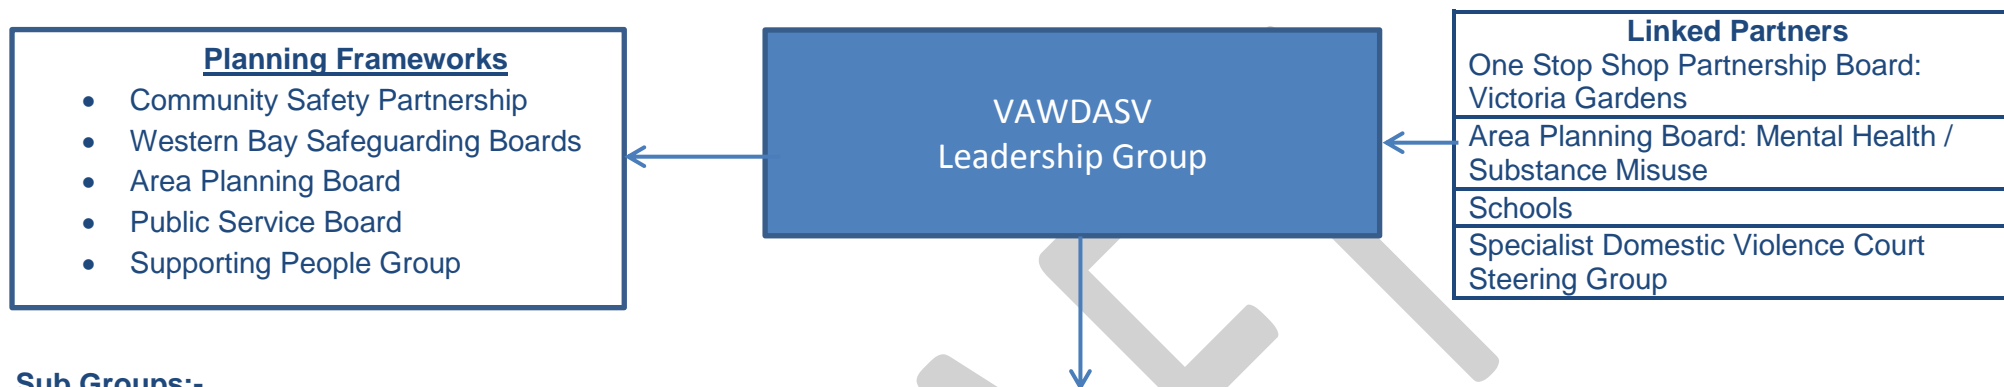 Planning Frameworks
• Community Safety Partnership
• Western Bay Safeguarding Boards
• Area Planning Board
• Public Service Board
• Supporting People Group
VAWDASV
Leadership Group
Linked Partners
One Stop Shop Partnership Board:
Victoria Gardens
Area Planning Board: Mental Health /
Substance Misuse
Schools
Specialist Domestic Violence Court
Steering Group
Sub Groups:-